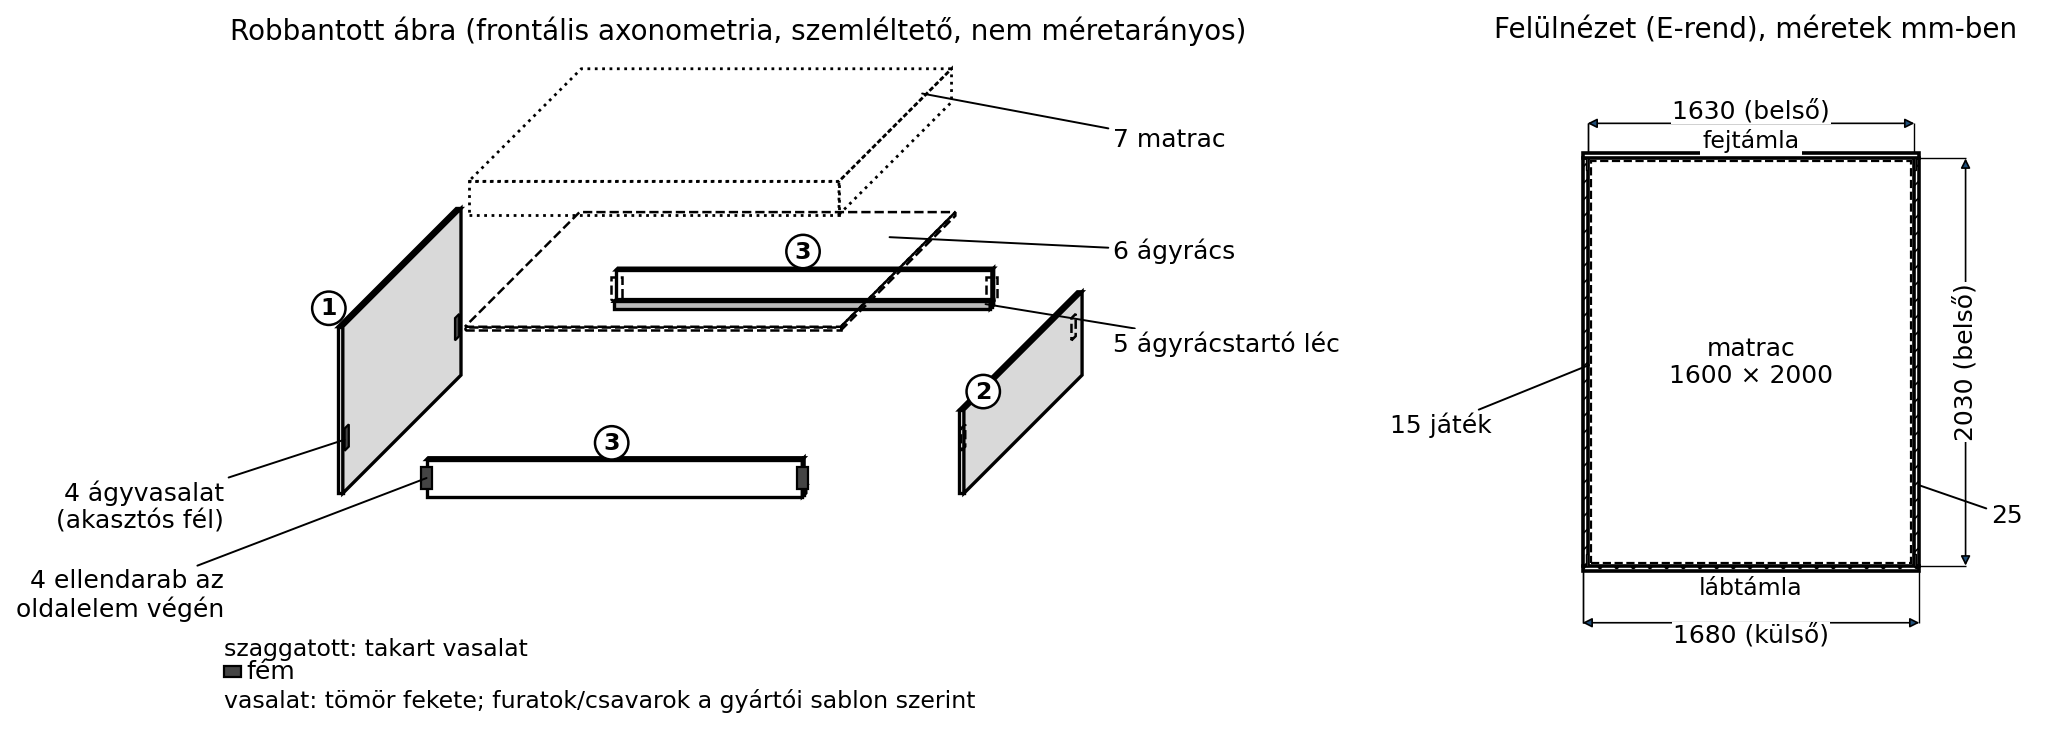 Robbantott ábra (frontális axonometria, szemléltető, nem méretarányos)
7 matrac
3
6 ágyrács
1
5 ágyrácstartó léc
2
3
4 ágyvasalat
(akasztós fél)
4 ellendarab az
oldalelem végén
szaggatott: takart vasalat
fém
vasalat: tömör fekete; furatok/csavarok a gyártói sablon szerint
Felülnézet (E-rend), méretek mm-ben
1630 (belső)
fejtámla
2030 (belső)
matrac
1600 × 2000
15 játék
25
lábtámla
1680 (külső)